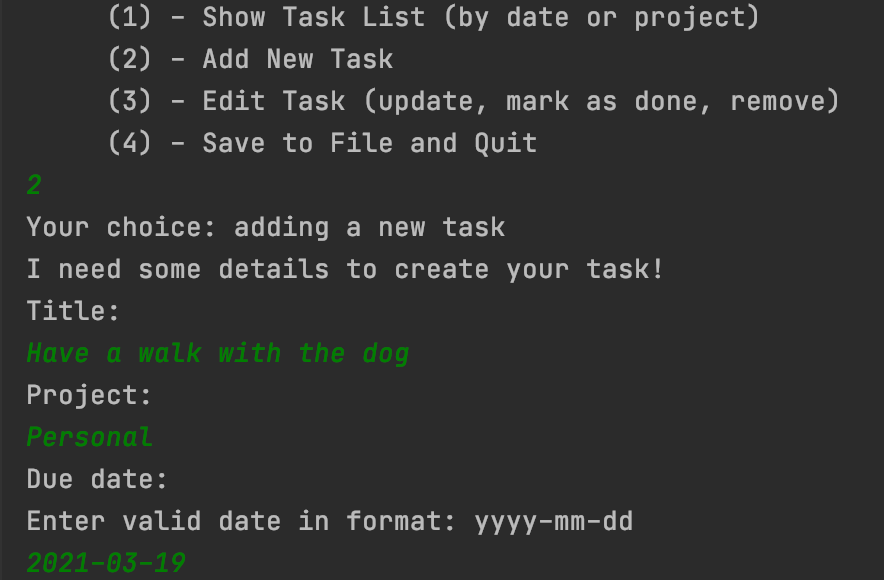 (1) - Show Task List (by date or project)
(2) - Add New Task
(3) - Edit Task (update, mark as done, remove)
(4) - Save to File and Quit
2
Your choice: adding a new task
I need some details to create your task!
Title:
Have a walk with the dog
Project:
Personal
Due date:
Enter valid date in format: yyyy-mm-dd
2021-03-19